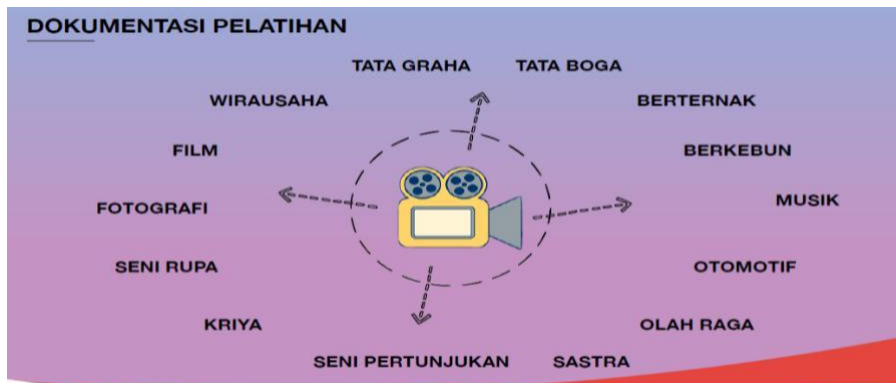 DOKUMENTASI PELATIHAN
TATA GRAHA
TATA BOGA
WIRAUSAHA
BERTERNAK
FILM
BERKEBUN
FOTOGRAFI
MUSIK
SENI RUPA
OTOMOTIF
KRIYA
OLAH RAGA
SENI PERTUNJUKAN
SASTRA